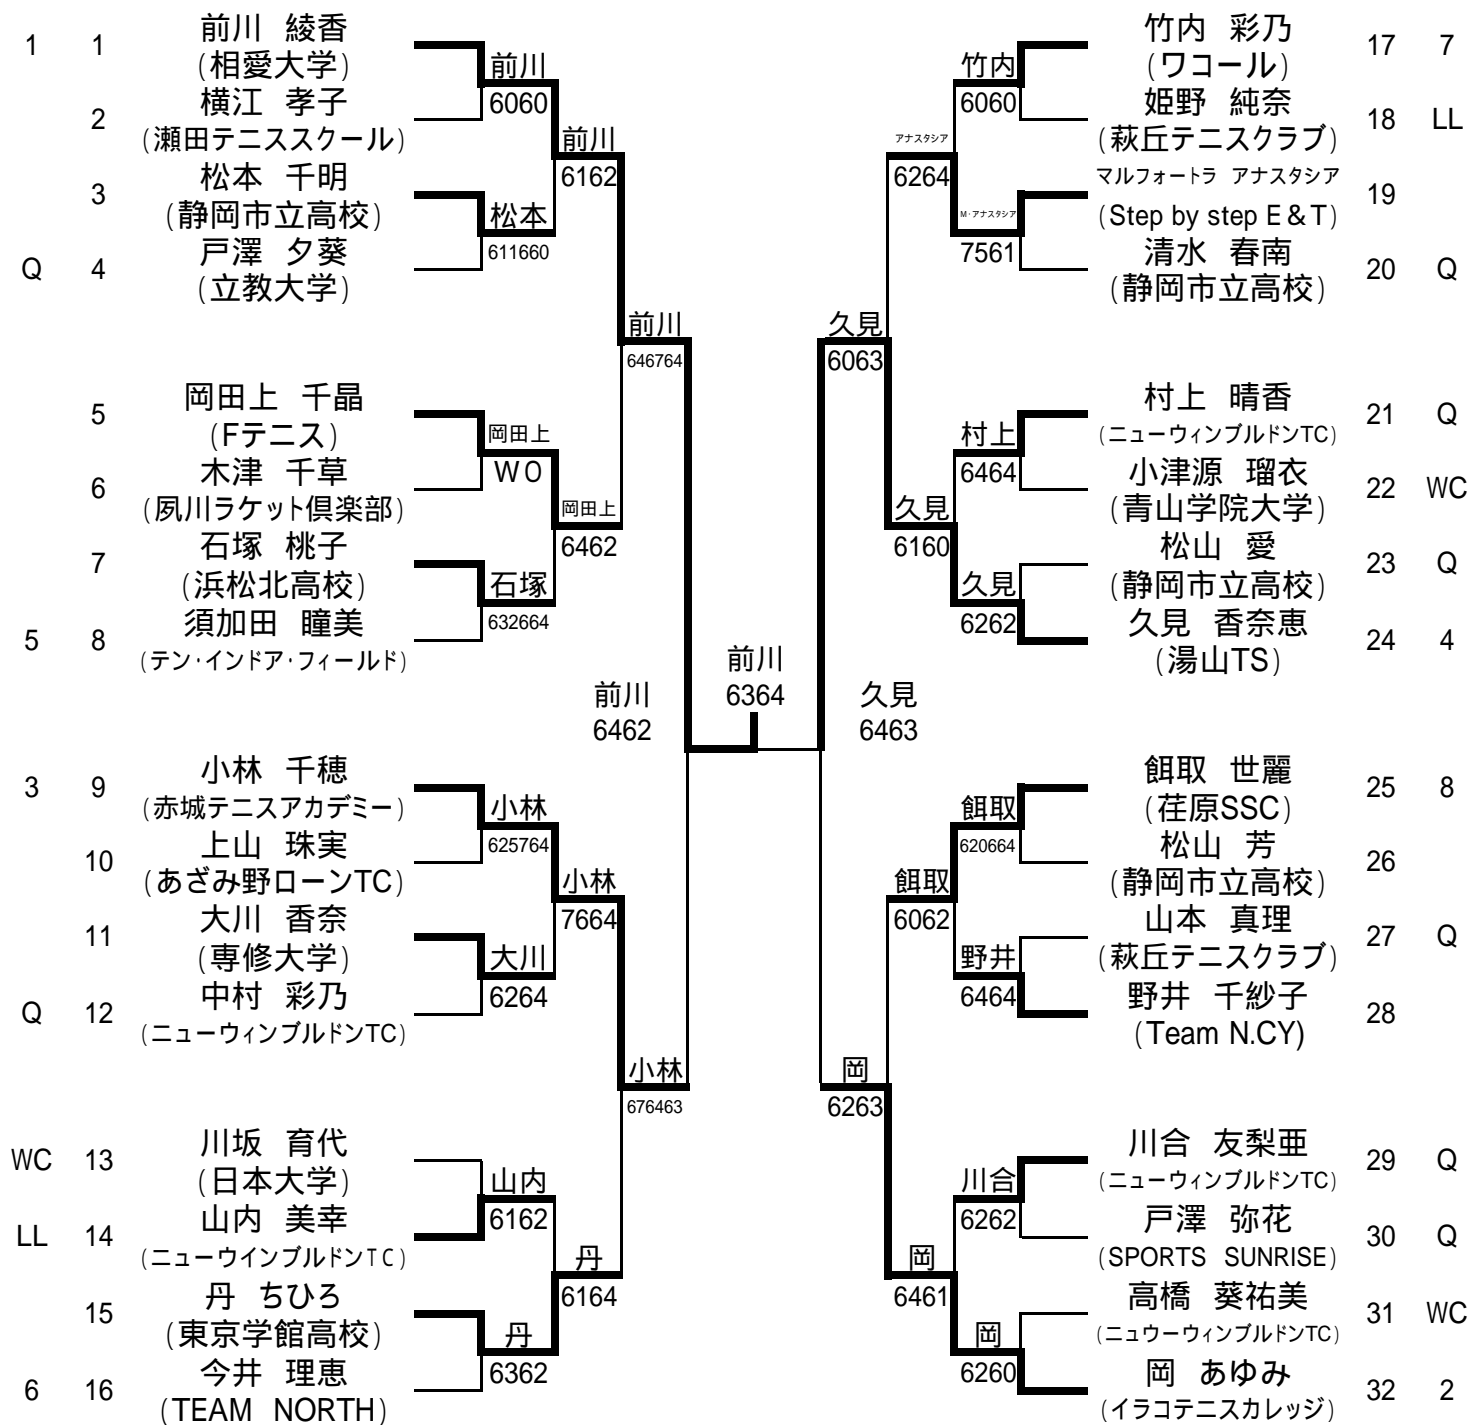 1 1 前川 綾香
(相愛大学)
2 横江 孝子
(瀬田テニススクール)
3 松本 千明
(静岡市立高校)
Q 4 戸澤 夕葵
(立教大学)
5 岡田上 千晶
(Fテニス)
6 木津 千草
(夙川ラケット倶楽部)
7 石塚 桃子
(浜松北高校)
5 8 須加田 瞳美
(テン・インドア・フィールド)
3 9 小林 千穂
(赤城テニスアカデミー)
10 上山 珠実
(あざみ野ローンTC)
11 大川 香奈
(専修大学)
Q 12 中村 彩乃
(ニューウィンブルドンTC)
WC 13 川坂 育代
(日本大学)
LL 14 山内 美幸
(ニューウインブルドンTC)
15 丹 ちひろ
(東京学館高校)
6 16 今井 理恵
(TEAM NORTH)
前川
6060
松本
611660
岡田上
WO
石塚
632664
小林
625764
大川
6264
山内
6162
丹
6362
前川
6162
岡田上
6462
小林
7664
丹
6164
前川
646764
小林
676463
前川
6462
前川
6364
久見
6463
久見
6063
岡
6263
アナスタシア
6264
久見
6160
餌取
6062
岡
6461
竹内
6060
M・アナスタシア
7561
村上
6464
久見
6262
餌取
620664
野井
6464
川合
6262
岡
6260
竹内 彩乃 17 7
(ワコール)
姫野 純奈 18 LL
(萩丘テニスクラブ)
マルフォートラ アナスタシア 19
(Step by step E&T)
清水 春南 20 Q
(静岡市立高校)
村上 晴香 21 Q
(ニューウィンブルドンTC)
小津源 瑠衣 22 WC
(青山学院大学)
松山 愛 23 Q
(静岡市立高校)
久見 香奈恵 24 4
(湯山TS)
餌取 世麗 25 8
(荏原SSC)
松山 芳 26
(静岡市立高校)
山本 真理 27 Q
(萩丘テニスクラブ)
野井 千紗子 28
(Team N.CY)
川合 友梨亜 29 Q
(ニューウィンブルドンTC)
戸澤 弥花 30 Q
(SPORTS SUNRISE)
高橋 葵祐美 31 WC
(ニュウーウィンブルドンTC)
岡 あゆみ 32 2
(イラコテニスカレッジ)